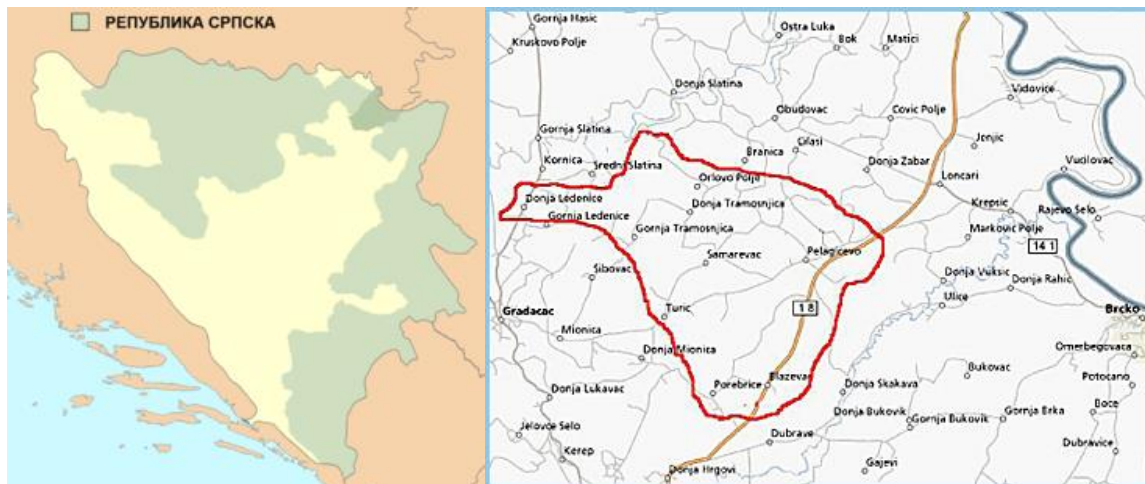 РЕПУБЛИКА СРПСКА
Gornja Hasic
Ostra Luka
Kruskovo Polje
Bok
Matici
Donja Slatina
Vidovice
Obudovac
Covic Polje
Gornja Slatina
Cilasi
Jenjic
Branica
Kornica
Sredni Slatina
Donja Zabar
Vucilovac
Orlovo Polje
Loncari
Donja Ledenice
Donja Tramosnjica
Krepsic
Rajevo Selo
Gornja Ledenice
Gornja Tramosnjica
Markovic Polje
14 1
Samarevac
Pelagicevo
Sibovac
Donja Vuksic
Donja Rahic
Ulice
Gradacac
Turic
1 8
Brcko
Mionica
Omerbegovaca
Donja Mionica
Bukovac
Potocano
Donja Lukavac
Porebrice
Blazevac
Donja Skakava
Boce
Donja Bukovik
Gornja Bukovik
Gornja Brka
Jelovce Selo
Dubrave
Dubravice
Kerep
Donja Hrgovi
Gajevi